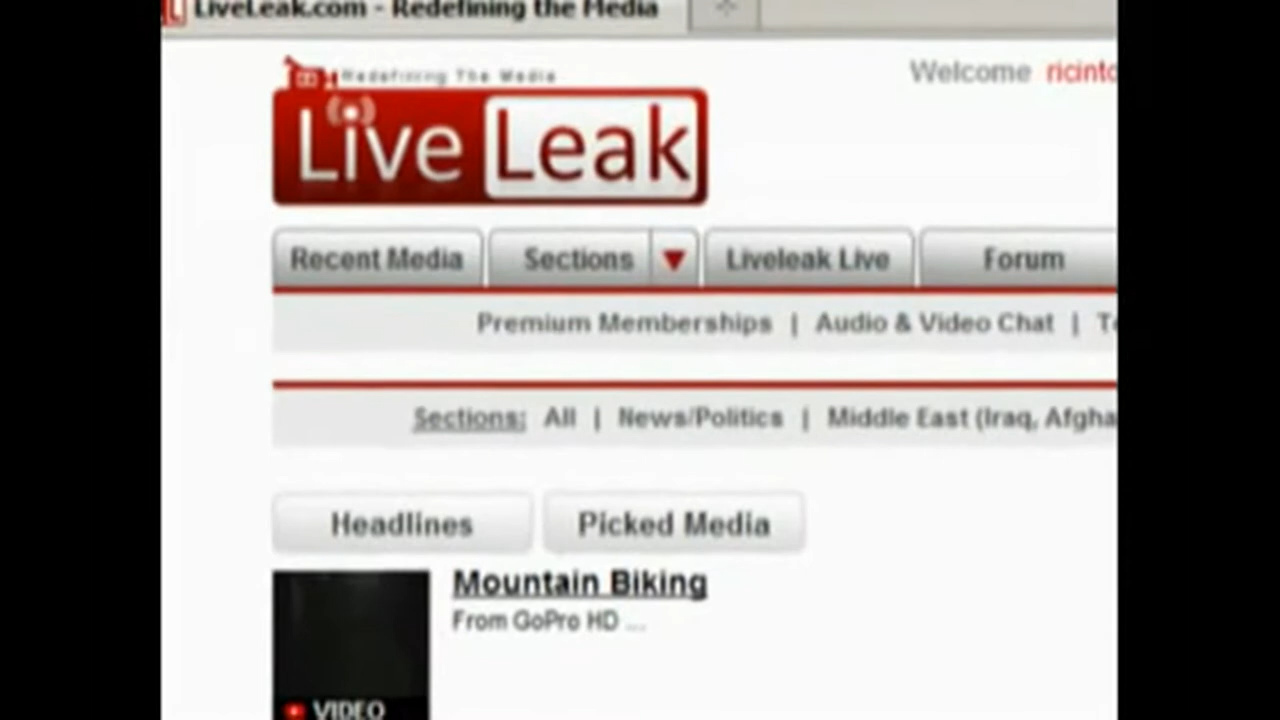 LiveLeak.com - Redefining the Media
Redefining The Media
Welcome
Live Leak
Recent Media Sections Liveleak Live Forum
Premium Memberships | Audio & Video Chat |
Sections: All | News/Politics | Middle East (Iraq, Afgha
Headlines Picked Media
Mountain Biking
From GoPro HD ...
VIDEO